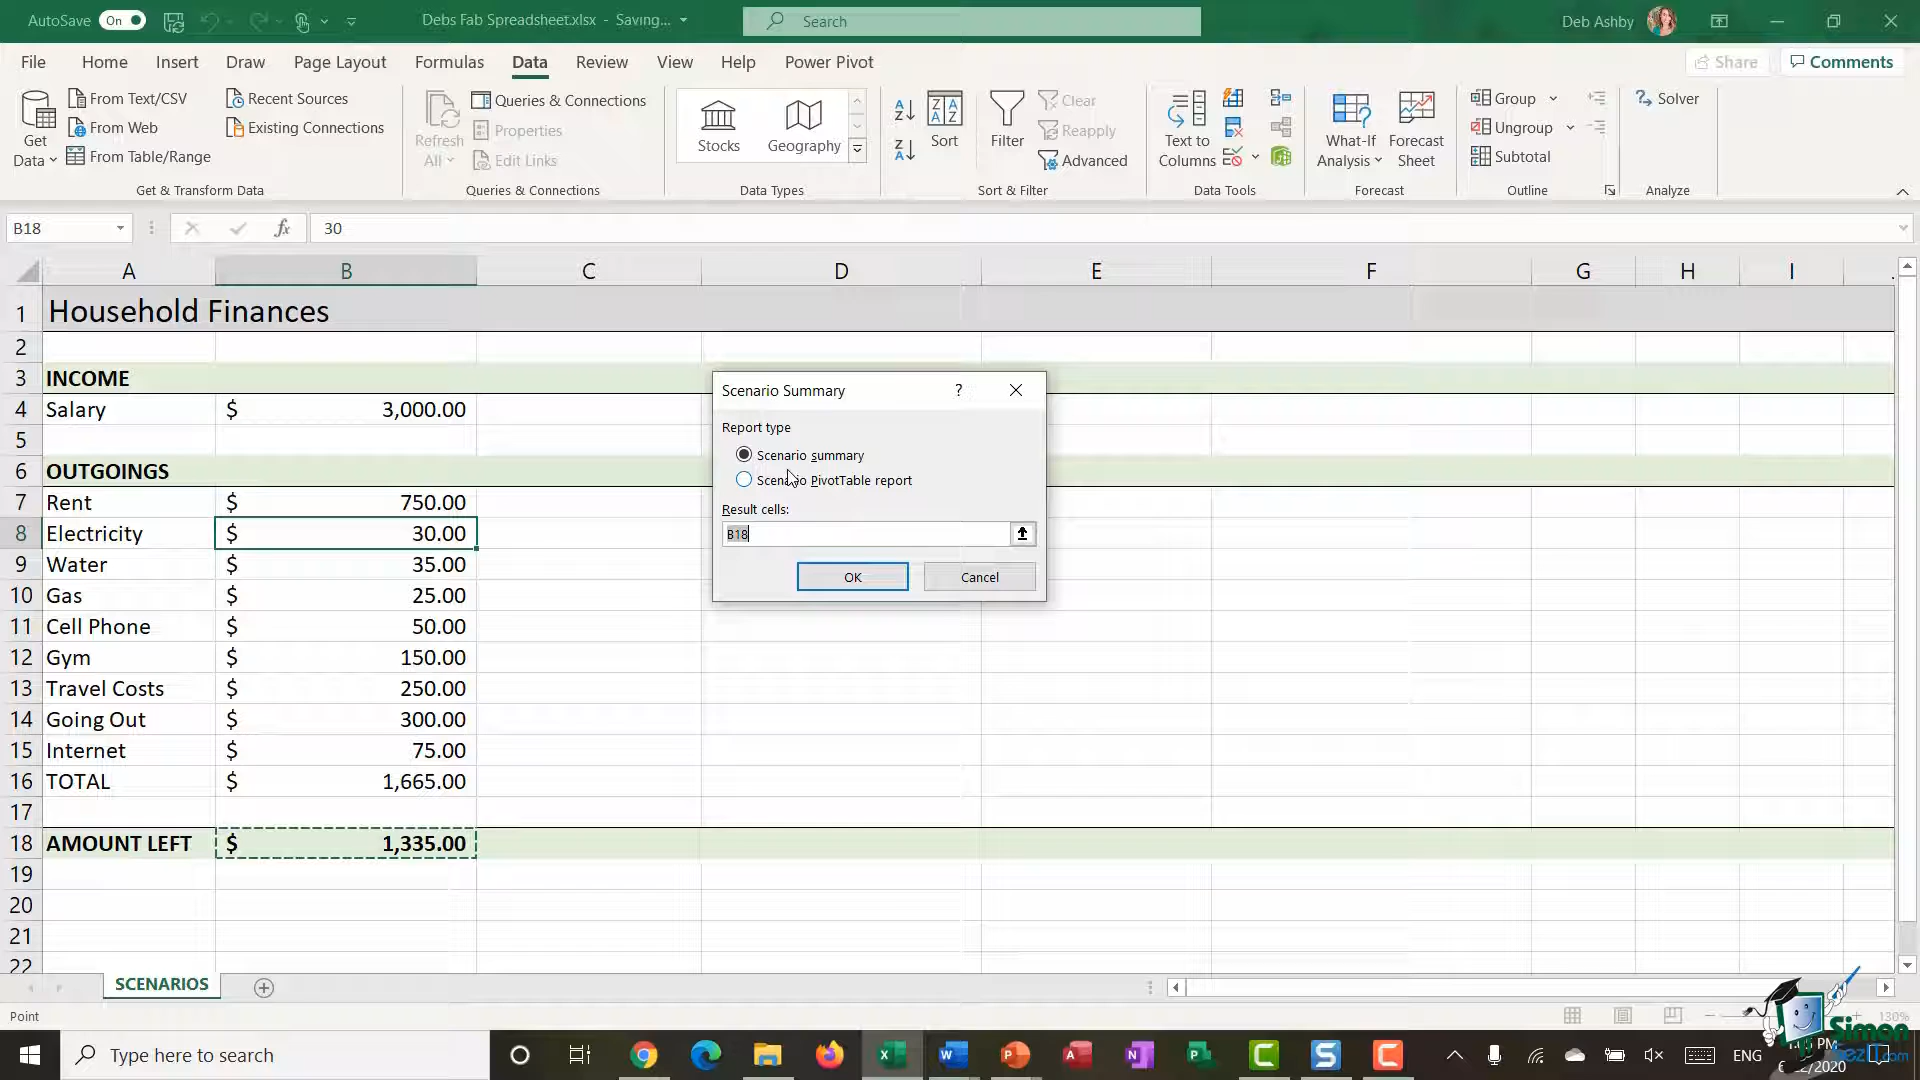 AutoSave On Debs Fab Spreadsheet.xlsx - Saving... Search Deb Ashby
File Home Insert Draw Page Layout Formulas Data Review View Help Power Pivot Share Comments
Get Data
From Text/CSV
From Web
From Table/Range
Recent Sources
Existing Connections
Get & Transform Data
Refresh All
Queries & Connections
Properties
Edit Links
Queries & Connections
Stocks Geography
Data Types
Sort
Filter
Clear
Reapply
Advanced
Sort & Filter
Text to Columns
Data Tools
What-If Analysis
Forecast Sheet
Forecast
Group
Ungroup
Subtotal
Outline
Solver
Analyze
B18 fx 30
A B C D E F G H I
1 Household Finances
2
3 INCOME
4 Salary $ 3,000.00
5
6 OUTGOINGS
7 Rent $ 750.00
8 Electricity $ 30.00
9 Water $ 35.00
10 Gas $ 25.00
11 Cell Phone $ 50.00
12 Gym $ 150.00
13 Travel Costs $ 250.00
14 Going Out $ 300.00
15 Internet $ 75.00
16 TOTAL $ 1,665.00
17
18 AMOUNT LEFT $ 1,335.00
19
20
21
22
Scenario Summary ?
Report type
Scenario summary
Scenario PivotTable report
Result cells:
B18
OK Cancel
SCENARIOS
Point 130%
Type here to search ENG PM
2020
Simon
Sez IT.com